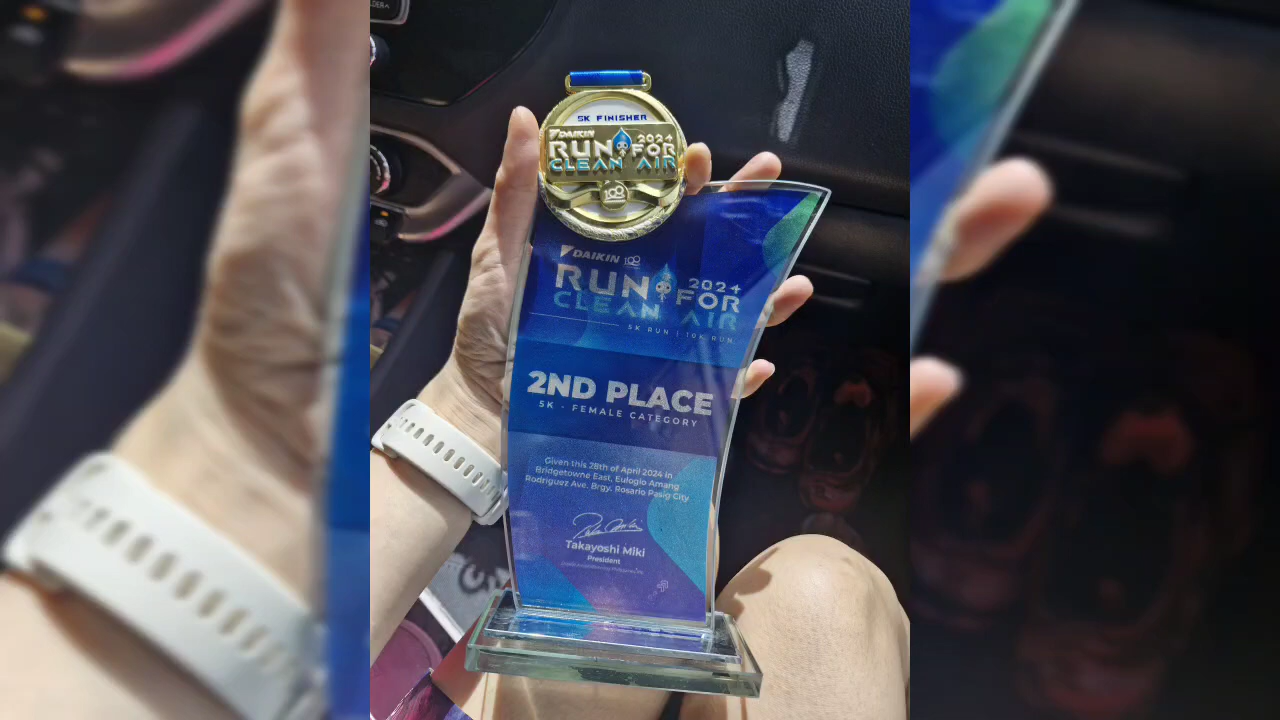 5K FINISHER
DAIKIN
RUN FOR 2024
CLEAN AIR
100
DAIKIN 100
RUN FOR 2024
CLEAN AIR
5K RUN | 10K RUN
2ND PLACE
5K - FEMALE CATEGORY
Given this 28th of April 2024 in
Bridgetowne East, Eulogio Amang
Rodriguez Ave. Brgy. Rosario Pasig City
Takayoshi Miki
President